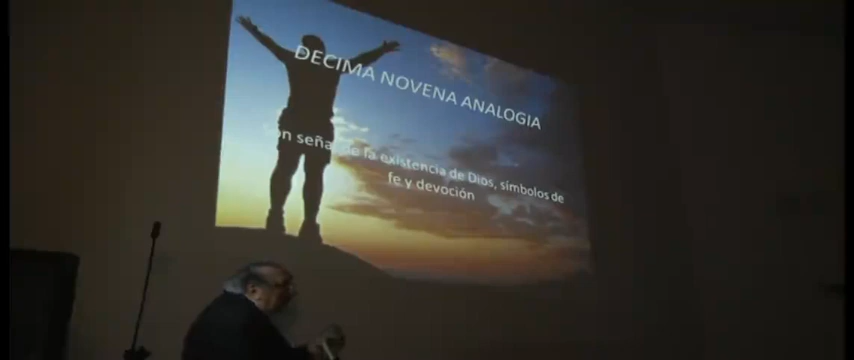 DECIMA NOVENA ANALOGIA
señal de la existencia de Dios, símbolos de
fe y devoción